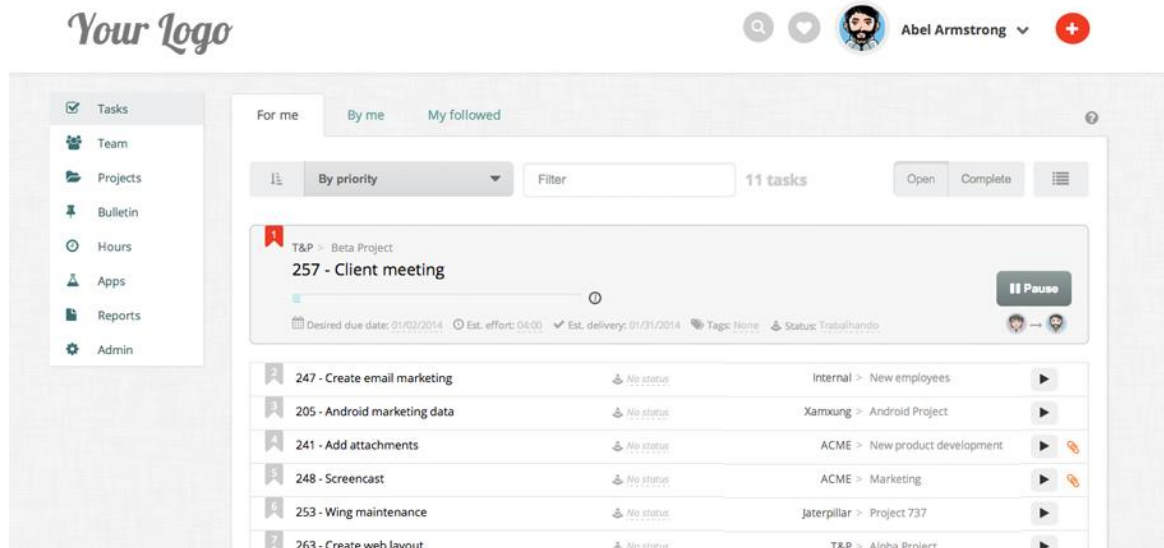 Your Logo
Abel Armstrong
Tasks
Team
Projects
Bulletin
Hours
Apps
Reports
Admin
For me By me My followed
By priority Filter 11 tasks Open Complete
1
T&P > Beta Project
257 - Client meeting
Pause
Desired due date: 01/02/2014 Est. effort: 04:00 Est. delivery: 01/31/2014 Tags: None Status: Trabalhando
2 247 - Create email marketing No status Internal > New employees
3 205 - Android marketing data No status Xamxung > Android Project
4 241 - Add attachments No status ACME > New product development
5 248 - Screencast No status ACME > Marketing
6 253 - Wing maintenance No status Jaterpillar > Project 737
7 263 - Create web layout No status T&P > Alpha Project